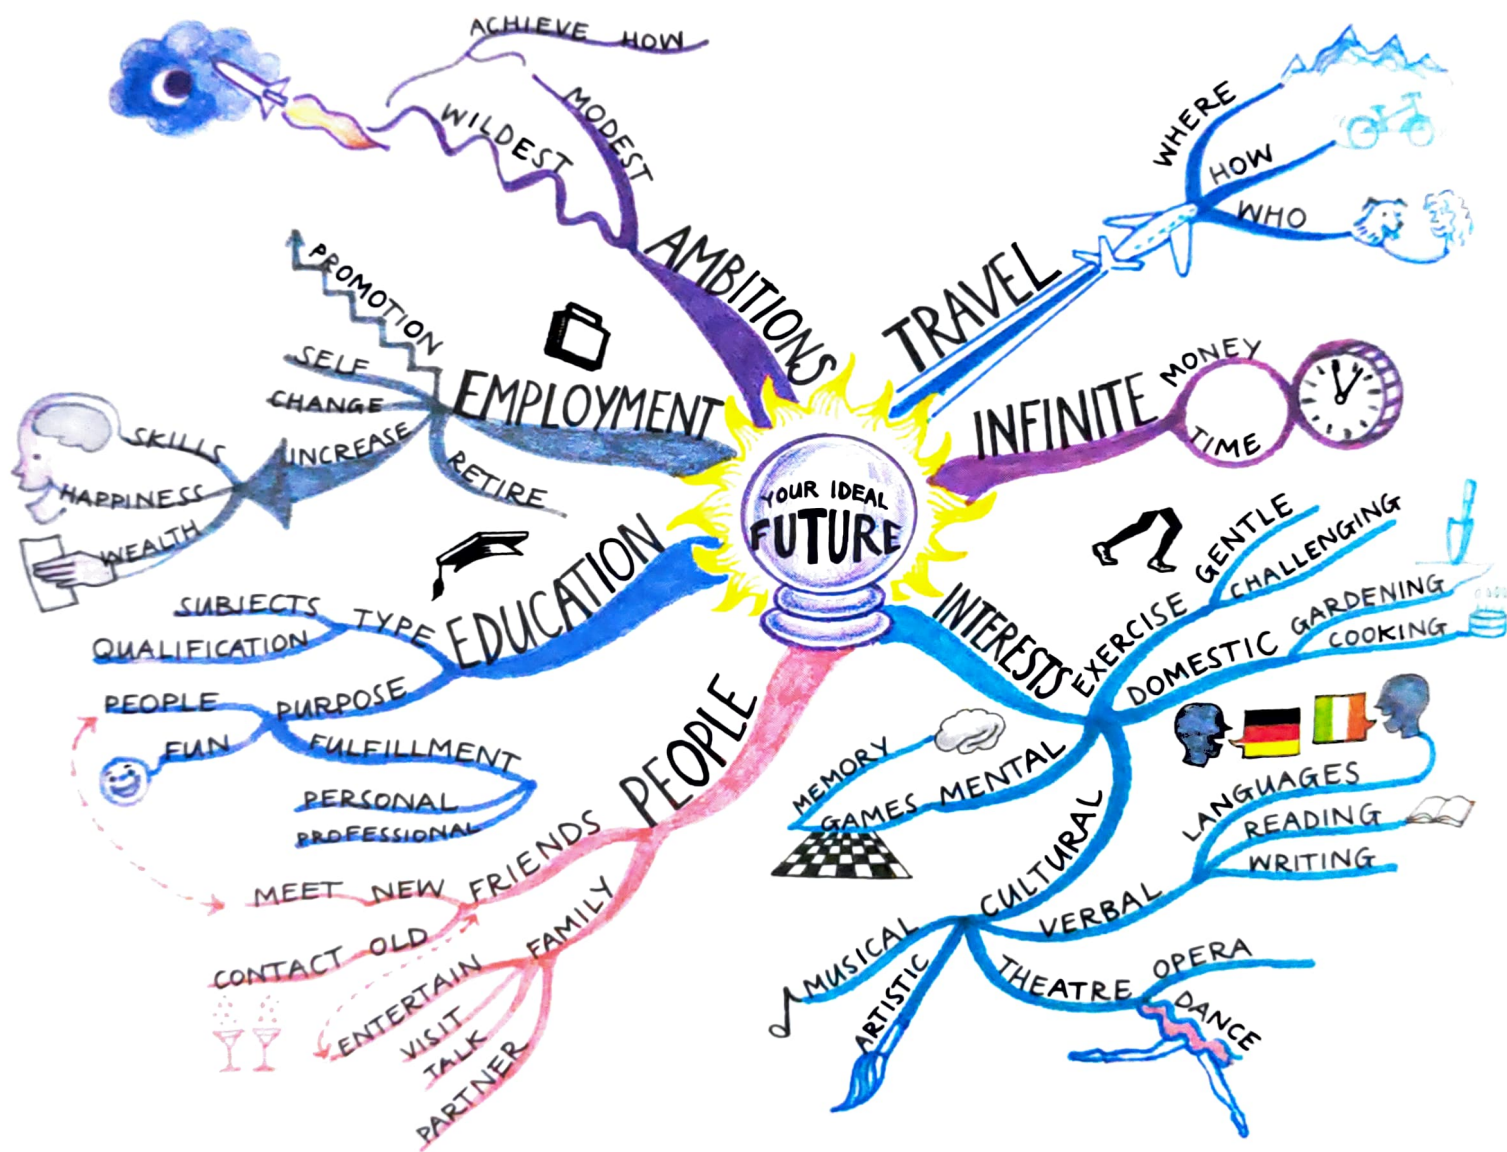 YOUR IDEAL
FUTURE
TRAVEL
WHERE
HOW
WHO
INFINITE
MONEY
TIME
INTERESTS
EXERCISE
GENTLE
CHALLENGING
DOMESTIC
GARDENING
COOKING
MENTAL
MEMORY
GAMES
CULTURAL
VERBAL
LANGUAGES
READING
WRITING
THEATRE
OPERA
DANCE
ARTISTIC
MUSICAL
PEOPLE
FRIENDS
MEET NEW
CONTACT OLD
FAMILY
ENTERTAIN
VISIT
TALK
PARTNER
EDUCATION
TYPE
SUBJECTS
QUALIFICATION
PURPOSE
PEOPLE
FUN
FULFILLMENT
PERSONAL
PROFESSIONAL
EMPLOYMENT
PROMOTION
SELF
CHANGE
INCREASE
SKILLS
HAPPINESS
WEALTH
RETIRE
AMBITIONS
MODEST
WILDEST
ACHIEVE HOW